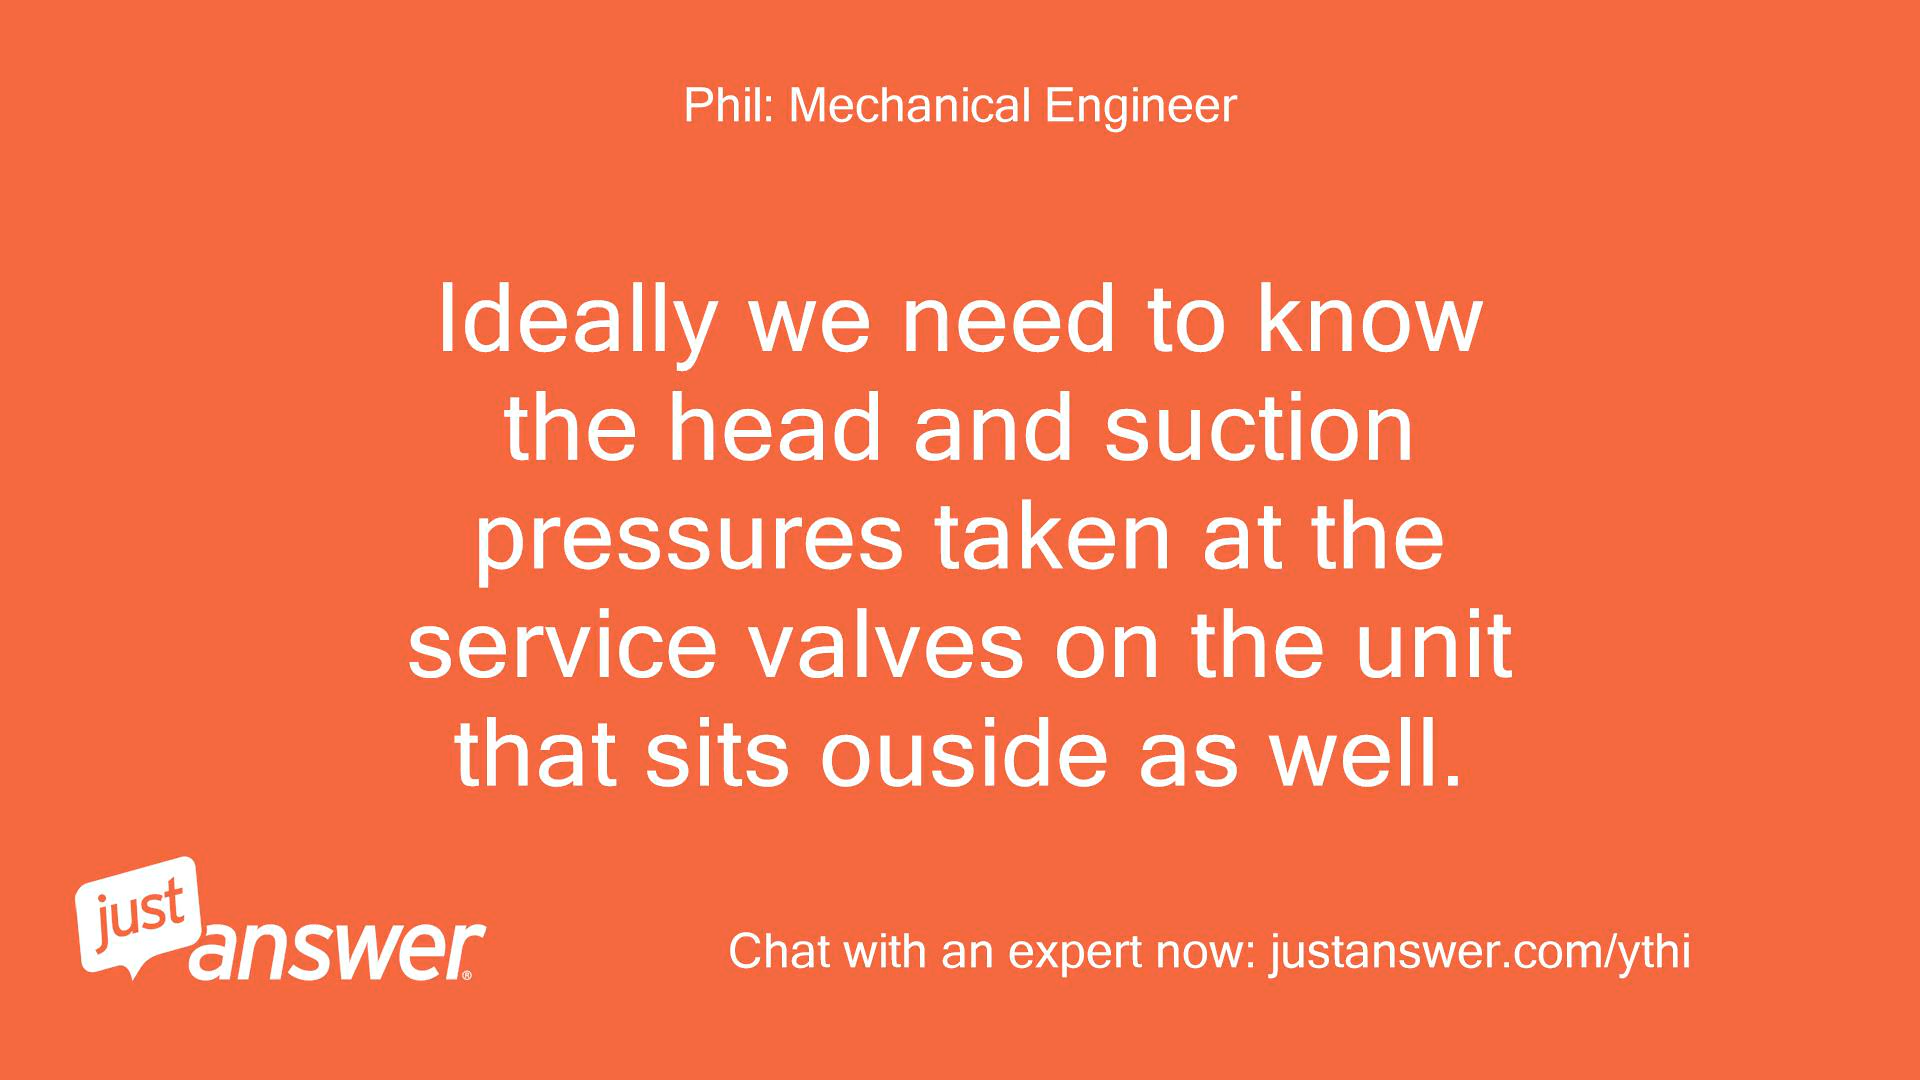 Phil: Mechanical Engineer
Ideally we need to know
the head and suction
pressures taken at the
service valves on the unit
that sits ouside as well.
just
answer®
Chat with an expert now: justanswer.com/ythi